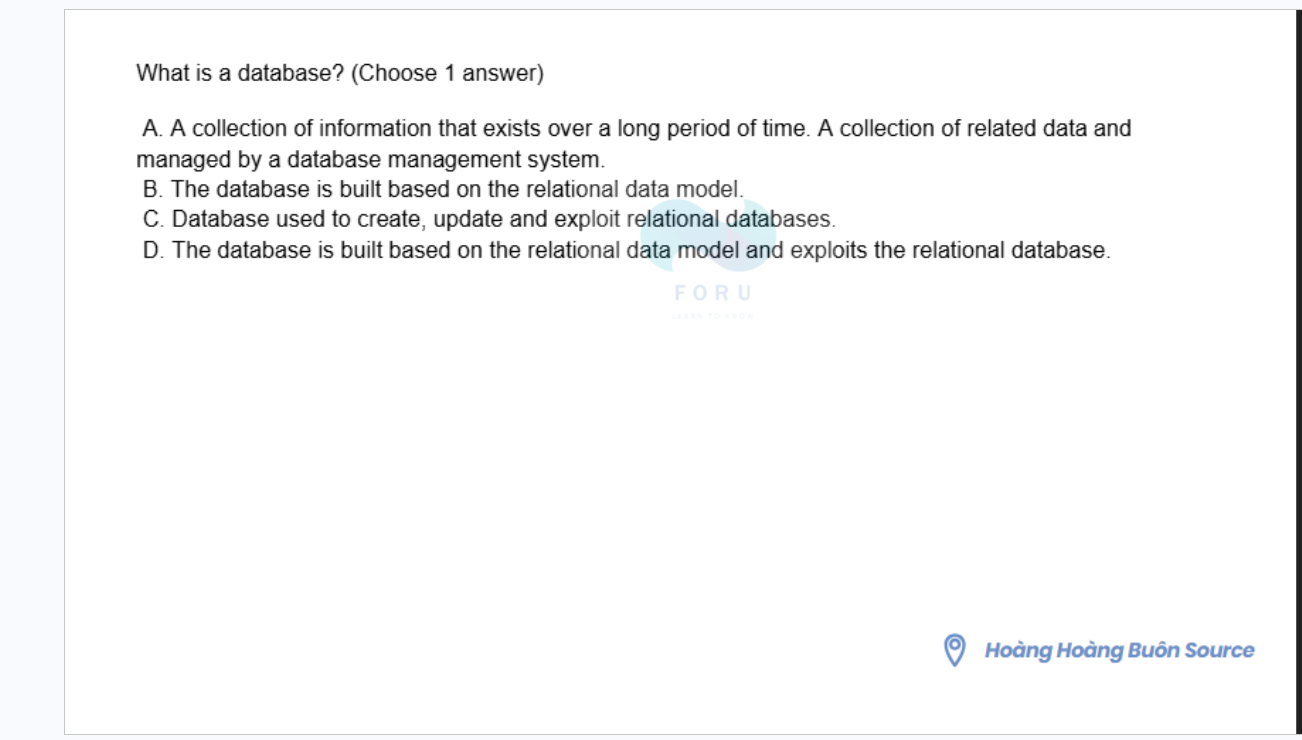 What is a database? (Choose 1 answer)
A. A collection of information that exists over a long period of time. A collection of related data and
managed by a database management system.
B. The database is built based on the relational data model.
C. Database used to create, update and exploit relational databases.
D. The database is built based on the relational data model and exploits the relational database.
FORU
LEARN TO KNOW
Hoàng Hoàng Buôn Source